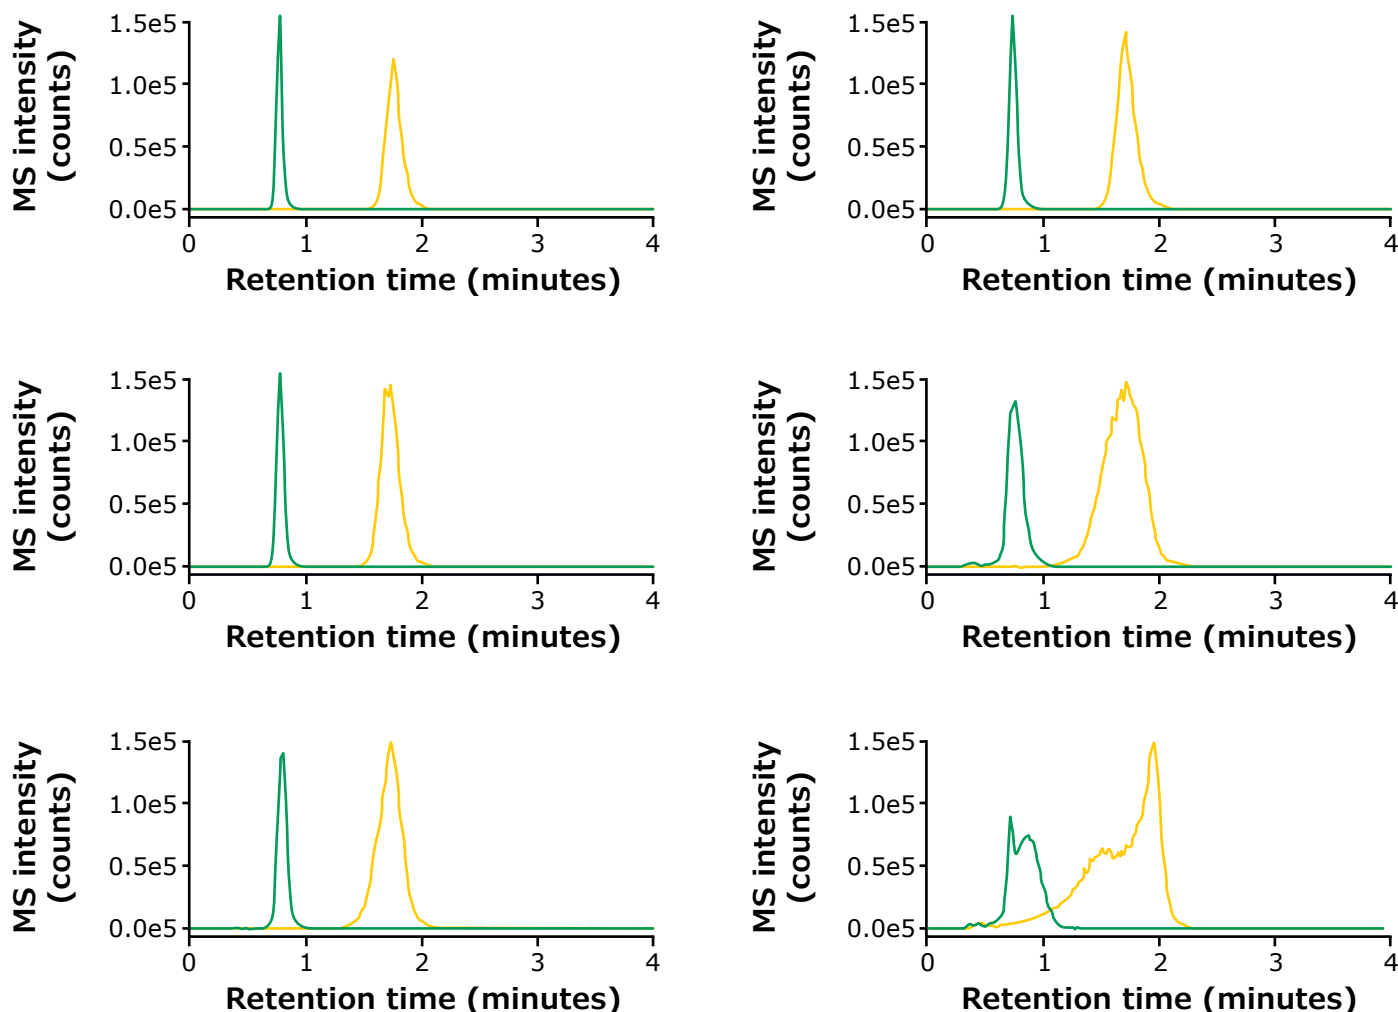 MS intensity
(counts)
1.5e5
1.0e5
0.5e5
0.0e5
0 1 2 3 4
Retention time (minutes)
MS intensity
(counts)
1.5e5
1.0e5
0.5e5
0.0e5
0 1 2 3 4
Retention time (minutes)
MS intensity
(counts)
1.5e5
1.0e5
0.5e5
0.0e5
0 1 2 3 4
Retention time (minutes)
MS intensity
(counts)
1.5e5
1.0e5
0.5e5
0.0e5
0 1 2 3 4
Retention time (minutes)
MS intensity
(counts)
1.5e5
1.0e5
0.5e5
0.0e5
0 1 2 3 4
Retention time (minutes)
MS intensity
(counts)
1.5e5
1.0e5
0.5e5
0.0e5
0 1 2 3 4
Retention time (minutes)